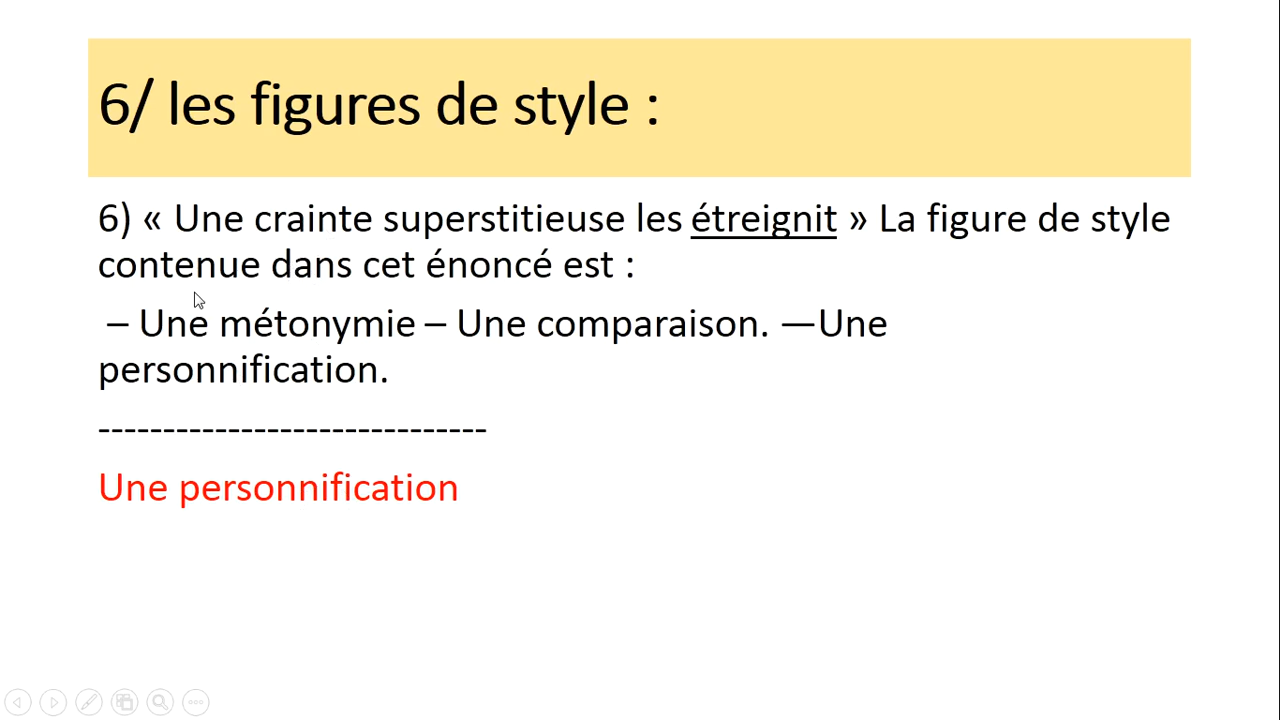 6/ les figures de style :
6) « Une crainte superstitieuse les étreignit » La figure de style
contenue dans cet énoncé est :
– Une métonymie – Une comparaison. —Une
personnification.
------------------------------
Une personnification